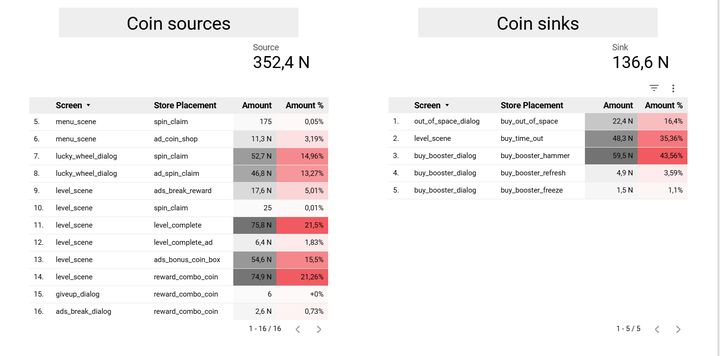 Coin sources
Source
352,4 N
Screen Store Placement Amount Amount %
5. menu_scene spin_claim 175 0,05%
6. menu_scene ad_coin_shop 11,3 N 3,19%
7. lucky_wheel_dialog spin_claim 52,7 N 14,96%
8. lucky_wheel_dialog ad_spin_claim 46,8 N 13,27%
9. level_scene ads_break_reward 17,6 N 5,01%
10. level_scene spin_claim 25 0,01%
11. level_scene level_complete 75,8 N 21,5%
12. level_scene level_complete_ad 6,4 N 1,83%
13. level_scene ads_bonus_coin_box 54,6 N 15,5%
14. level_scene reward_combo_coin 74,9 N 21,26%
15. giveup_dialog reward_combo_coin 6 +0%
16. ads_break_dialog reward_combo_coin 2,6 N 0,73%
1 - 16 / 16
Coin sinks
Sink
136,6 N
Screen Store Placement Amount Amount %
1. out_of_space_dialog buy_out_of_space 22,4 N 16,4%
2. level_scene buy_time_out 48,3 N 35,36%
3. buy_booster_dialog buy_booster_hammer 59,5 N 43,56%
4. buy_booster_dialog buy_booster_refresh 4,9 N 3,59%
5. buy_booster_dialog buy_booster_freeze 1,5 N 1,1%
1 - 5 / 5